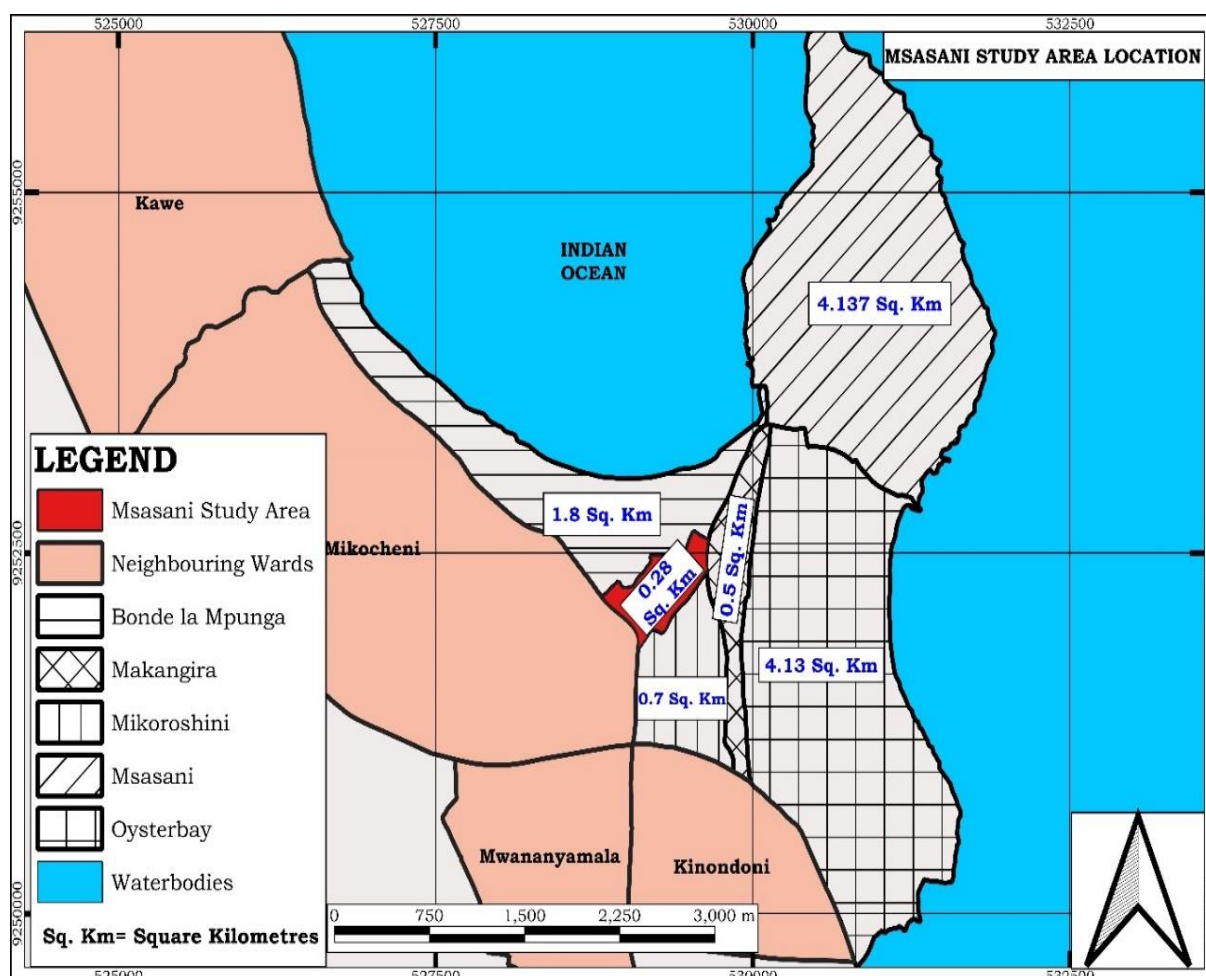 525000
527500
530000
532500
MSASANI STUDY AREA LOCATION
9255000
Kawe
INDIAN
OCEAN
4.137 Sq. Km
LEGEND
Msasani Study Area
Neighbouring Wards
Bonde la Mpunga
Makangira
Mikoroshini
Msasani
Oysterbay
Waterbodies
Sq. Km= Square Kilometres
9252500
Mikocheni
1.8 Sq. Km
0.28
Sq. Km
0.5 Sq. Km
4.13 Sq. Km
0.7 Sq. Km
Mwananyamala
Kinondoni
0 750 1,500 2,250 3,000 m
9250000
525000
527500
530000
532500